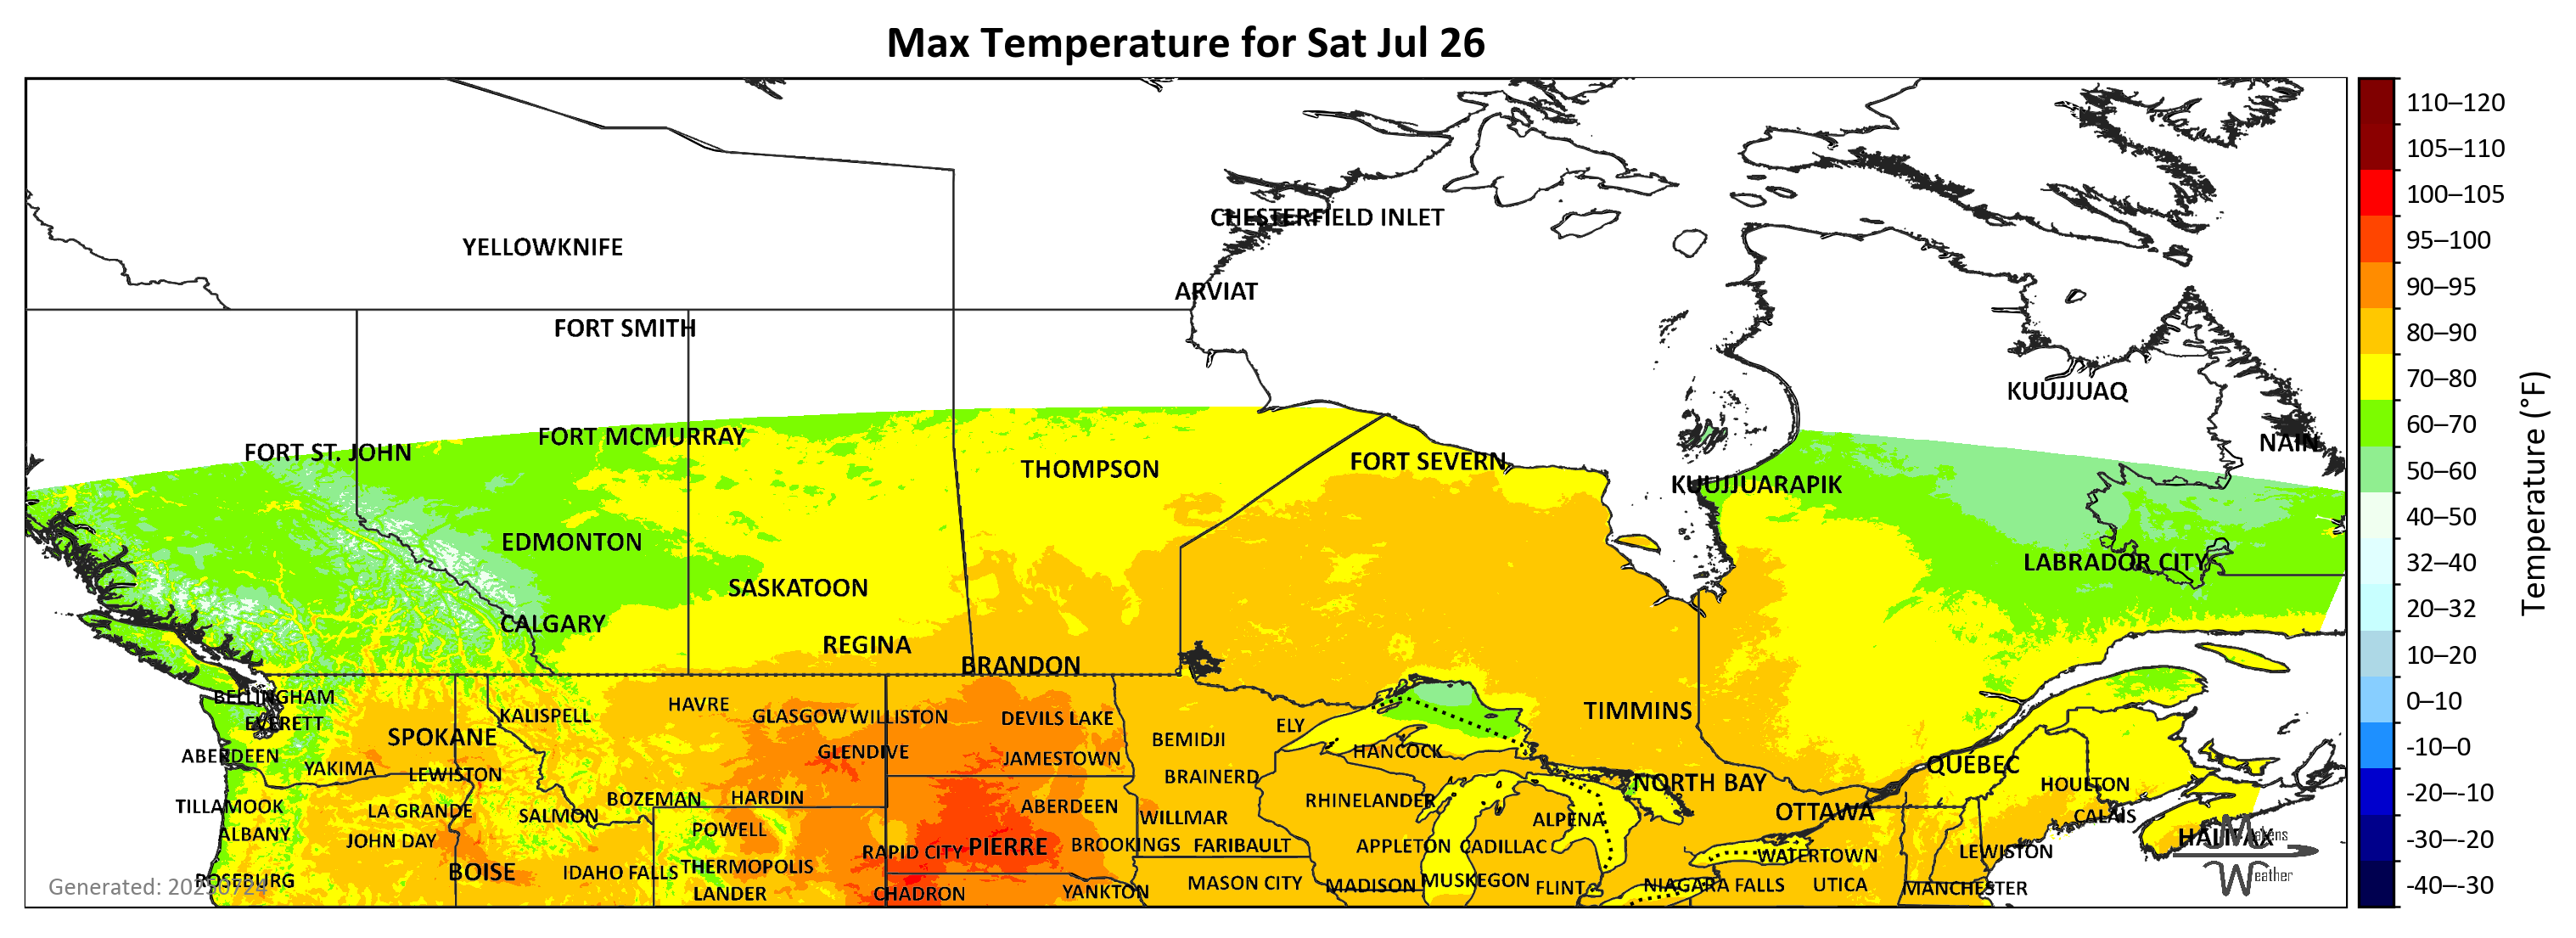 Max Temperature for Sat Jul 26
CHESTERFIELD INLET
YELLOWKNIFE
ARVIAT
FORT SMITH
KUUJJUAQ
FORT MCMURRAY
NAIN
FORT ST. JOHN
FORT SEVERN
THOMPSON
KUUJJUARAPIK
EDMONTON
LABRADOR CITY
SASKATOON
CALGARY
REGINA
BRANDON
BELLINGHAM
HAVRE
TIMMINS
KALISPELL
GLASGOW
WILLISTON
DEVILS LAKE
EVERETT
ELY
SPOKANE
BEMIDJI
GLENDIVE
HANCOCK
ABERDEEN
JAMESTOWN
QUEBEC
YAKIMA
LEWISTON
BRAINERD
NORTH BAY
HOULTON
BOZEMAN
HARDIN
RHINELANDER
TILLAMOOK
ABERDEEN
LA GRANDE
OTTAWA
SALMON
CALAIS
WILLMAR
ALPENA
POWELL
ALBANY
HALIFAX
JOHN DAY
BROOKINGS
FARIBAULT
APPLETON
CADILLAC
PIERRE
RAPID CITY
LEWISTON
WATERTOWN
THERMOPOLIS
BOISE
IDAHO FALLS
ROSEBURG
MUSKEGON
MASON CITY
MADISON
NIAGARA FALLS
UTICA
FLINT
MANCHESTER
YANKTON
LANDER
CHADRON
Generated: 20250724
Makens
Weather
110–120
105–110
100–105
95–100
90–95
80–90
70–80
60–70
50–60
40–50
32–40
20–32
10–20
0–10
-10–0
-20–-10
-30–-20
-40–-30
Temperature (°F)